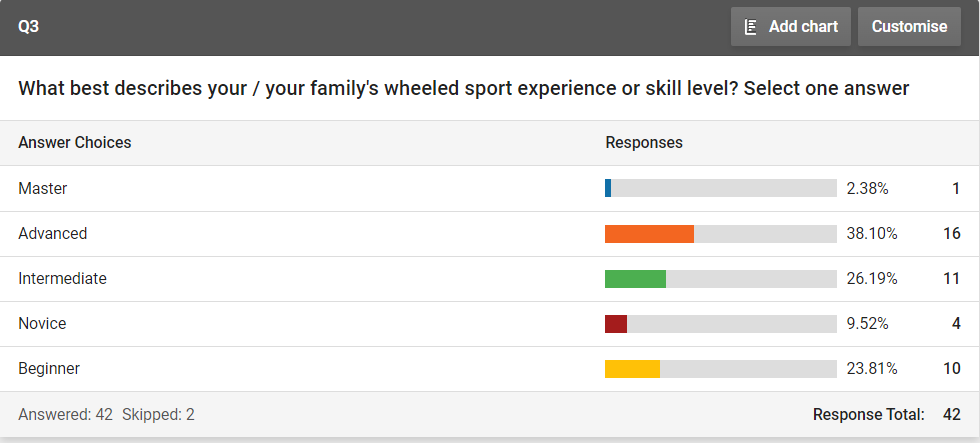 Q3 Add chart Customise
What best describes your / your family's wheeled sport experience or skill level? Select one answer
Answer Choices Responses
Master 2.38% 1
Advanced 38.10% 16
Intermediate 26.19% 11
Novice 9.52% 4
Beginner 23.81% 10
Answered: 42 Skipped: 2 Response Total: 42